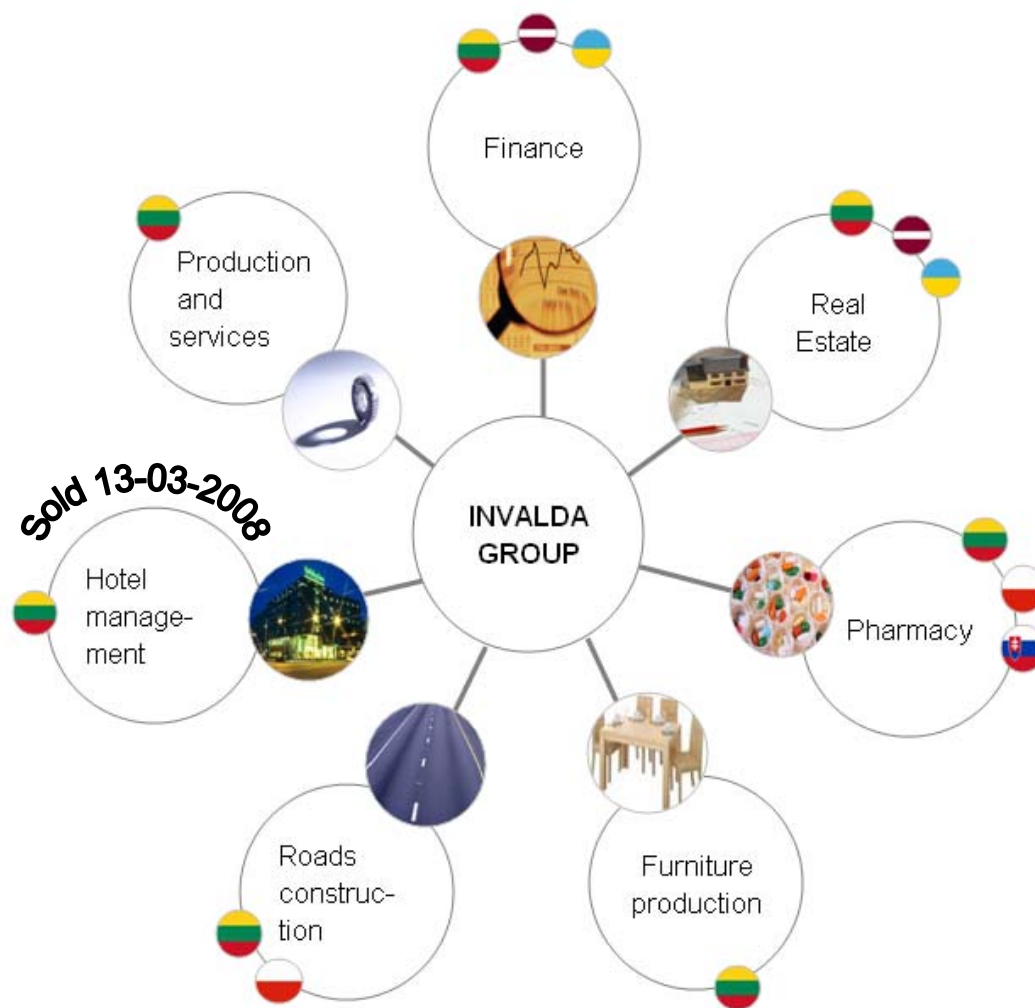 Finance
Production
and
services
Real
Estate
Sold 13-03-2008
INVALDA
GROUP
Hotel
manage-
ment
Pharmacy
Roads
construc-
tion
Furniture
production